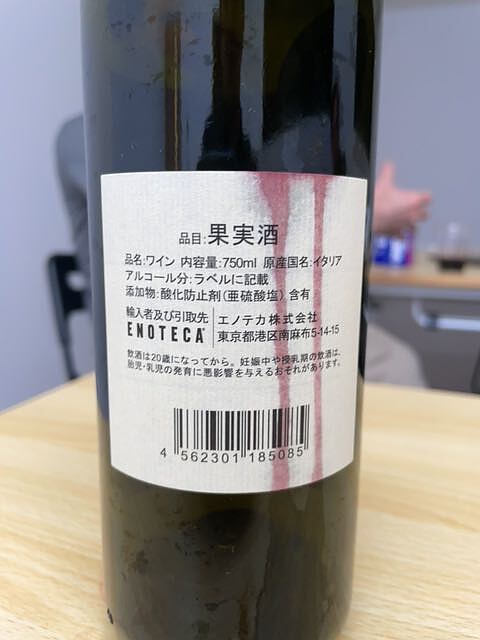 品目:果実酒
品名:ワイン 内容量:750ml 原産国名:イタリア
アルコール分:ラベルに記載
添加物:酸化防止剤(亜硫酸塩)含有
輸入者及び引取先
ENOTECA
エノテカ株式会社
東京都港区南麻布5-14-15
飲酒は20歳になってから。妊娠中や授乳期の飲酒は、
胎児・乳児の発育に悪影響を与えるおそれがあります。
4 562301 185085